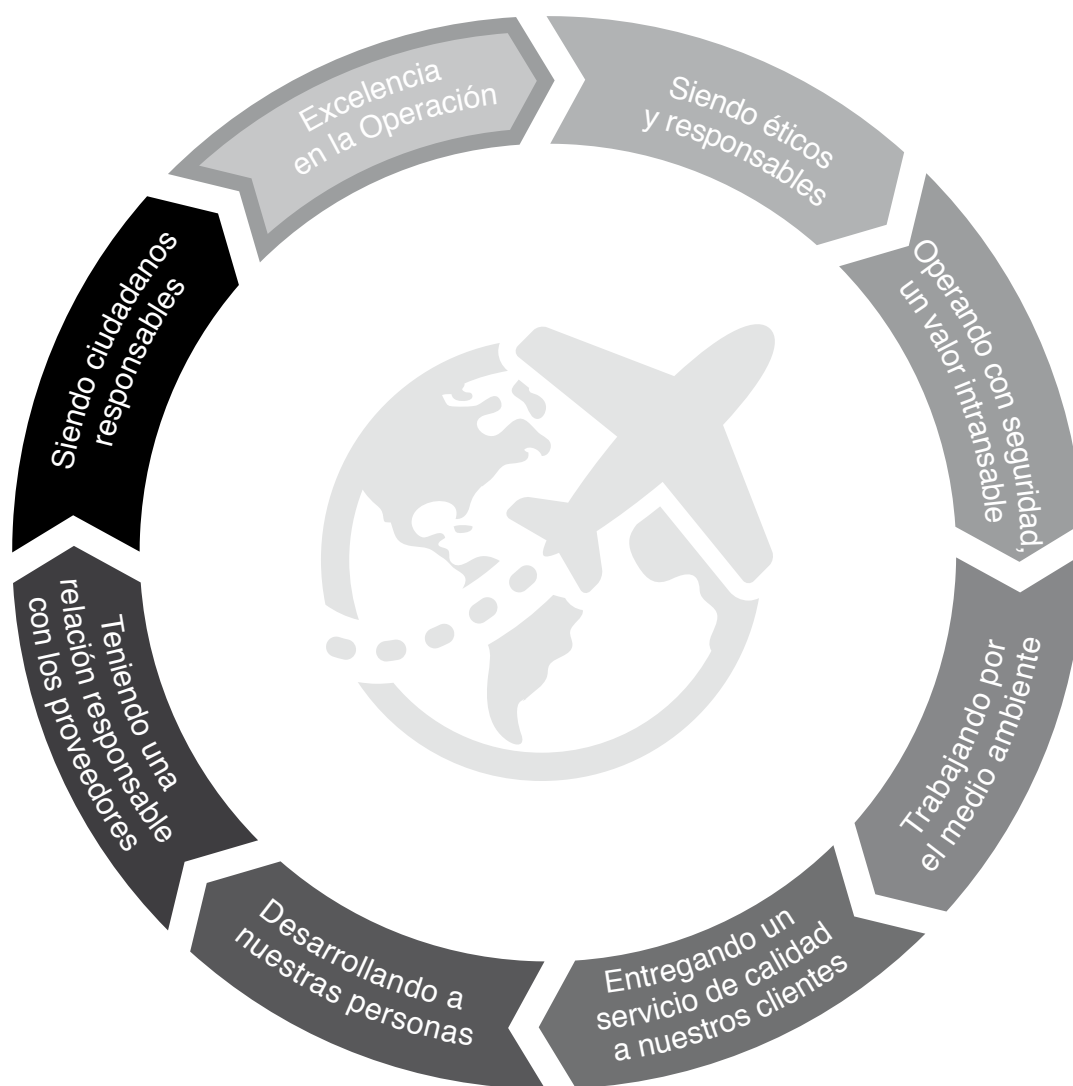 Excelencia
en la Operación
Siendo éticos
y responsables
Operando con seguridad,
un valor intransable
Trabajando por
el medio ambiente
Entregando un
servicio de calidad
a nuestros clientes
Desarrollando a
nuestras personas
Teniendo una
relación responsable
con los proveedores
Siendo ciudadanos
responsables